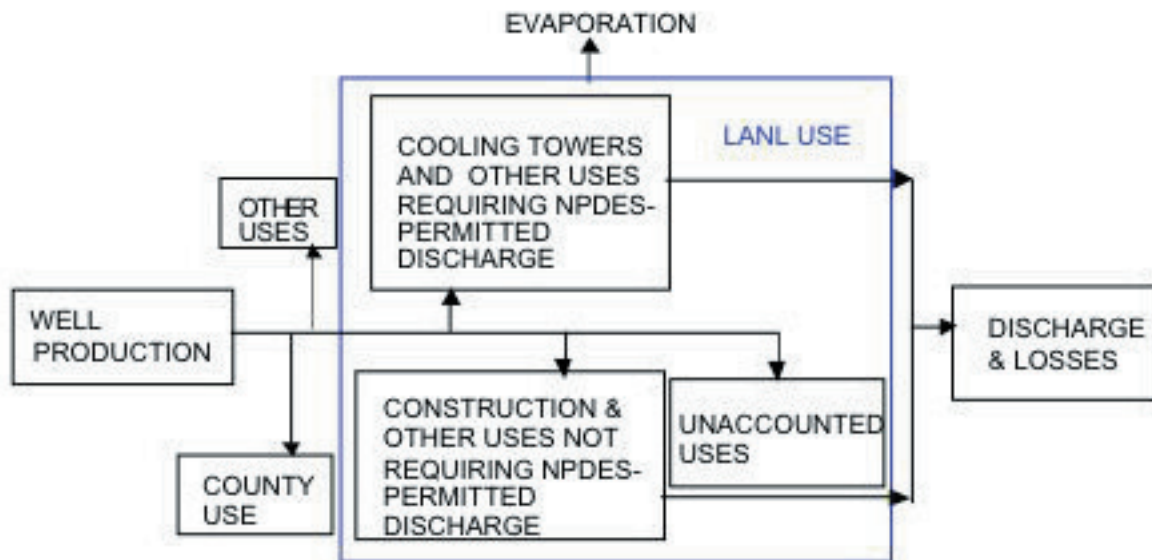 EVAPORATION
LANL USE
COOLING TOWERS
AND OTHER USES
REQUIRING NPDES-
PERMITTED
DISCHARGE
OTHER
USES
WELL
PRODUCTION
DISCHARGE
& LOSSES
CONSTRUCTION &
OTHER USES NOT
REQUIRING NPDES-
PERMITTED
DISCHARGE
UNACCOUNTED
USES
COUNTY
USE